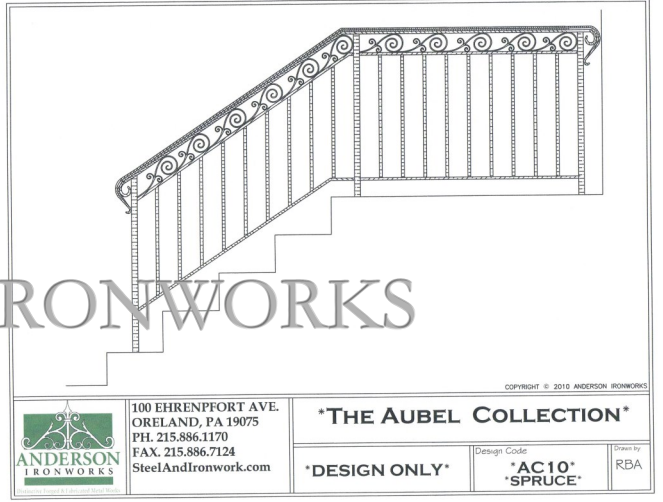 IRONWORKS
COPYRIGHT © 2010 ANDERSON IRONWORKS
ANDERSON
IRONWORKS
100 EHRENPFORT AVE.
ORELAND, PA 19075
PH. 215.886.1170
FAX. 215.886.7124
SteelAndIronwork.com
*THE AUBEL COLLECTION*
*DESIGN ONLY*
Design Code
*AC10*
*SPRUCE*
Drawn by
RBA